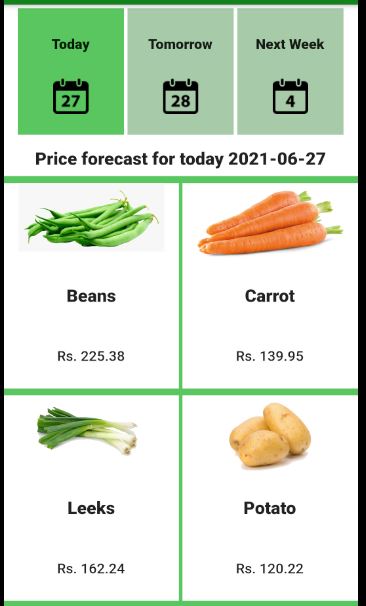 Today
Tomorrow
Next Week
27
28
4
Price forecast for today 2021-06-27
Beans
Carrot
Rs. 225.38
Rs. 139.95
Leeks
Potato
Rs. 162.24
Rs. 120.22